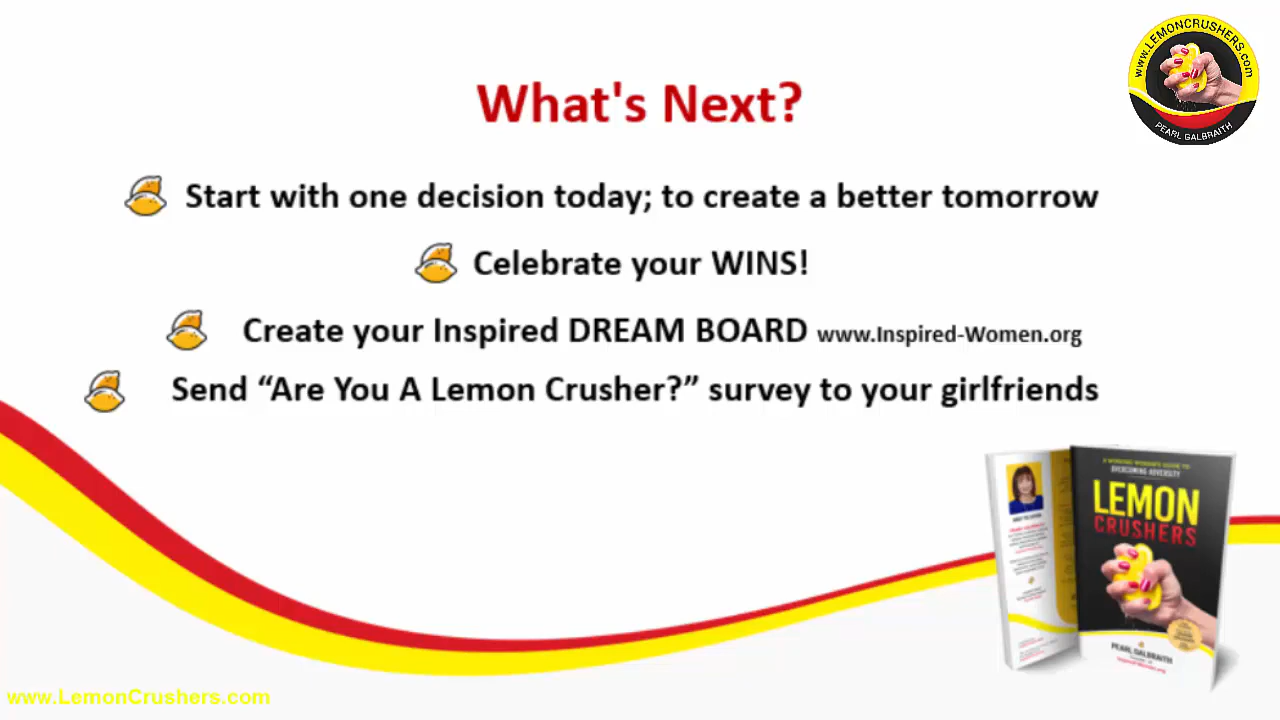 www.LEMONCRUSHERS.com
PEARL GALBRAITH
What's Next?
Start with one decision today; to create a better tomorrow
Celebrate your WINS!
Create your Inspired DREAM BOARD www.Inspired-Women.org
Send “Are You A Lemon Crusher?” survey to your girlfriends
OVERCOMING ADVERSITY
LEMON
CRUSHERS
PEARL GALBRAITH
www.LemonCrushers.com